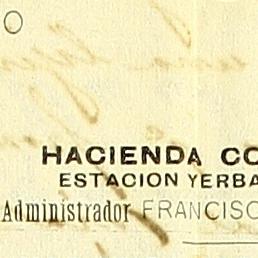 HACIENDA CO
ESTACION YERBA
Administrador FRANCISC